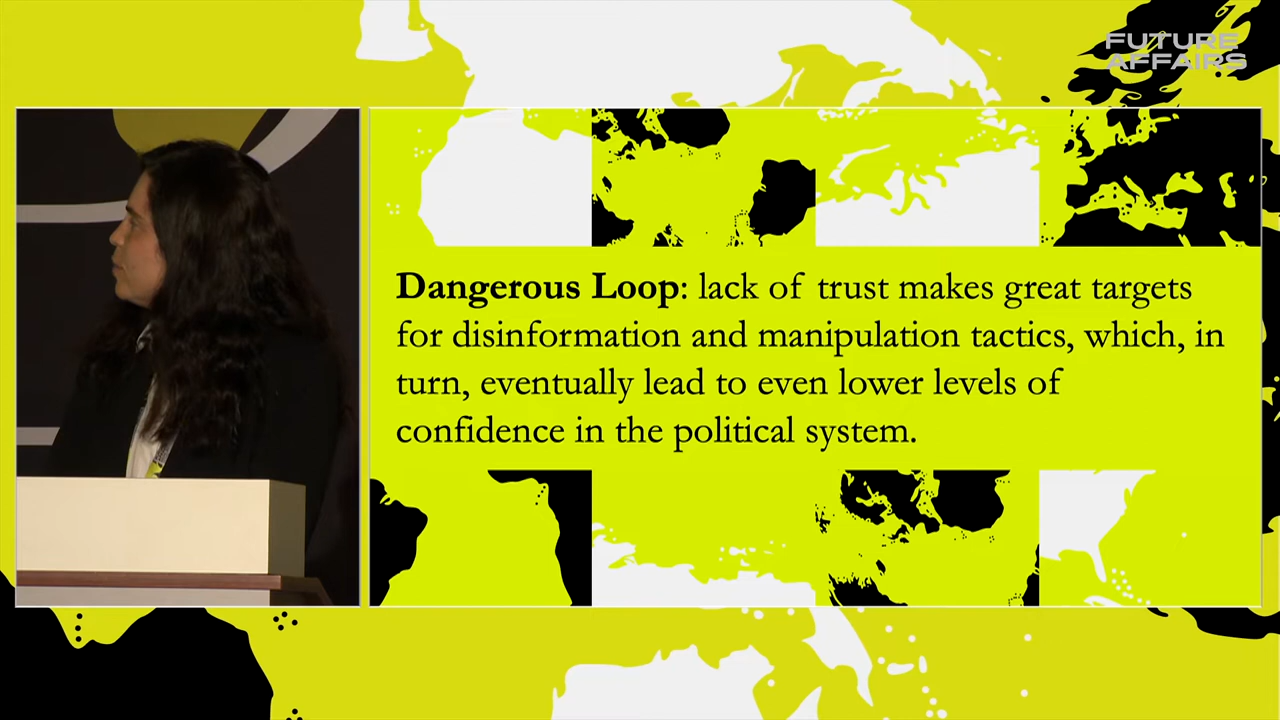 FUTURE
AFFAIRS
Dangerous Loop: lack of trust makes great targets
for disinformation and manipulation tactics, which, in
turn, eventually lead to even lower levels of
confidence in the political system.